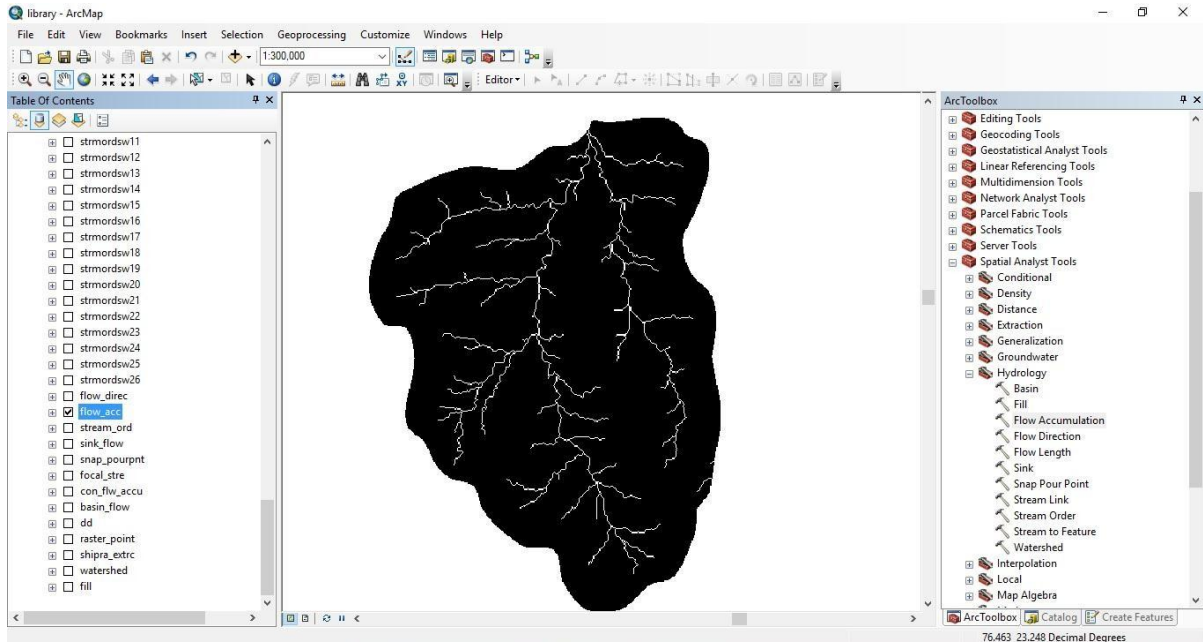 library - ArcMap
File Edit View Bookmarks Insert Selection Geoprocessing Customize Windows Help
1:300,000
Editor
Table Of Contents
strmordsw11
strmordsw12
strmordsw13
strmordsw14
strmordsw15
strmordsw16
strmordsw17
strmordsw18
strmordsw19
strmordsw20
strmordsw21
strmordsw22
strmordsw23
strmordsw24
strmordsw25
strmordsw26
flow_direc
flow_acc
stream_ord
sink_flow
snap_pourpnt
focal_stre
con_flw_accu
basin_flow
dd
raster_point
shipra_extrc
watershed
fill
ArcToolbox
Editing Tools
Geocoding Tools
Geostatistical Analyst Tools
Linear Referencing Tools
Multidimension Tools
Network Analyst Tools
Parcel Fabric Tools
Schematics Tools
Server Tools
Spatial Analyst Tools
Conditional
Density
Distance
Extraction
Generalization
Groundwater
Hydrology
Basin
Fill
Flow Accumulation
Flow Direction
Flow Length
Sink
Snap Pour Point
Stream Link
Stream Order
Stream to Feature
Watershed
Interpolation
Local
Map Algebra
ArcToolbox Catalog Create Features
76.463 23.248 Decimal Degrees